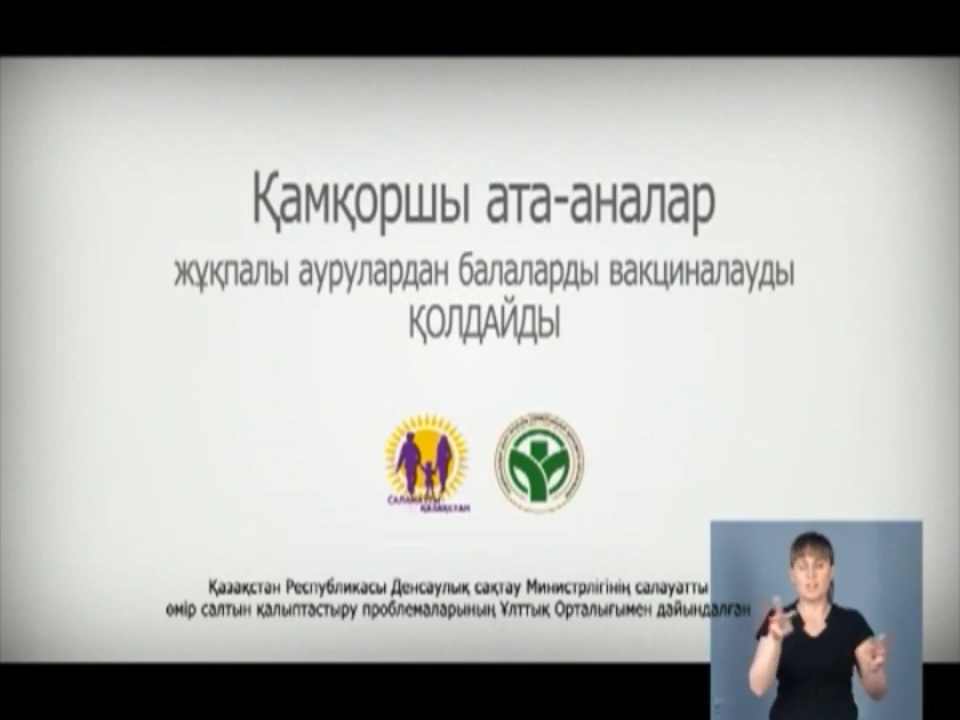 Қамқоршы ата-аналар
жұқпалы аурулардан балаларды вакциналауды
ҚОЛДАЙДЫ
САЛАМАТТЫ
ҚАЗАҚСТАН
Қазақстан Республикасы Денсаулық сақтау Министрлігінің салауатты
өмір салтын қалыптастыру проблемаларының Ұлттық Орталығымен дайындалған